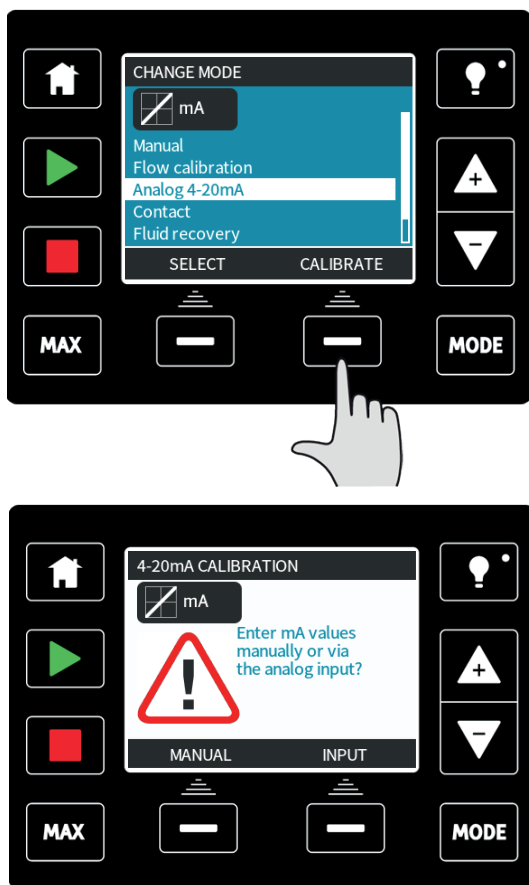 CHANGE MODE
mA
Manual
Flow calibration
Analog 4-20mA
Contact
Fluid recovery
SELECT CALIBRATE
+
-
MAX
MODE
4-20mA CALIBRATION
mA
Enter mA values
manually or via
the analog input?
!
MANUAL INPUT
+
-
MAX
MODE